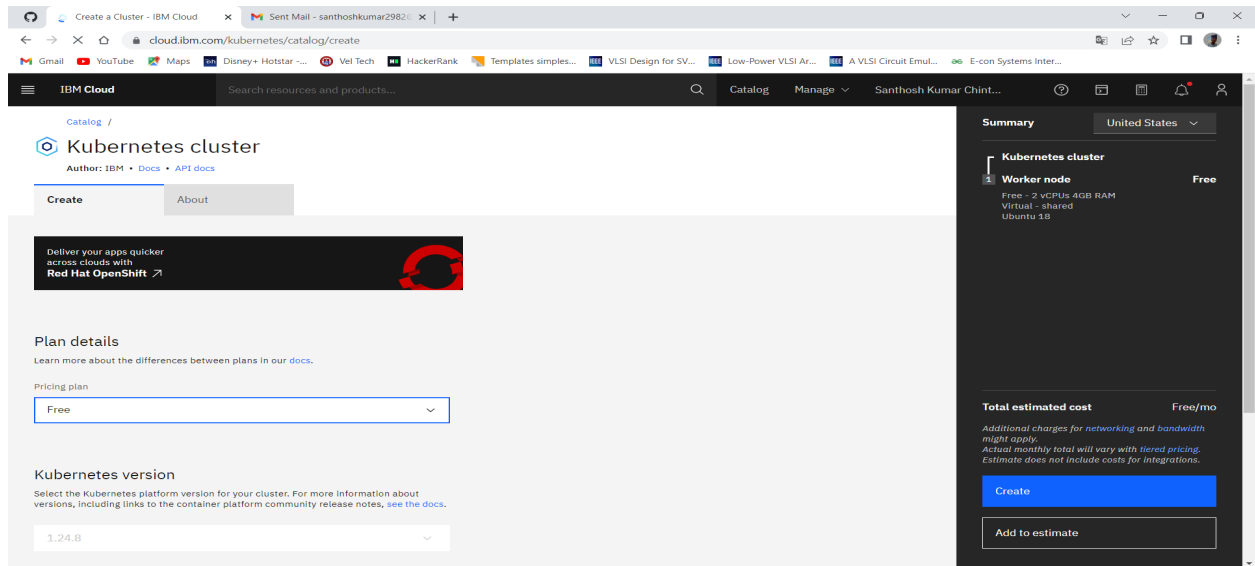 Create a Cluster - IBM Cloud
Sent Mail - santhoshkumar2982
cloud.ibm.com/kubernetes/catalog/create
Gmail YouTube Maps Disney+ Hotstar -... Vel Tech HackerRank Templates simples... VLSI Design for SV... Low-Power VLSI Ar... A VLSI Circuit Emul... E-con Systems Inter...
IBM Cloud Search resources and products... Catalog Manage Santhosh Kumar Chint...
Catalog /
Kubernetes cluster
Author: IBM • Docs • API docs
Create About
Deliver your apps quicker
across clouds with
Red Hat OpenShift
Plan details
Learn more about the differences between plans in our docs.
Pricing plan
Free
Kubernetes version
Select the Kubernetes platform version for your cluster. For more information about
versions, including links to the container platform community release notes, see the docs.
1.24.8
Summary United States
Kubernetes cluster
1 Worker node Free
Free - 2 vCPUs 4GB RAM
Virtual - shared
Ubuntu 18
Total estimated cost Free/mo
Additional charges for networking and bandwidth
might apply.
Actual monthly total will vary with tiered pricing.
Estimate does not include costs for integrations.
Create
Add to estimate